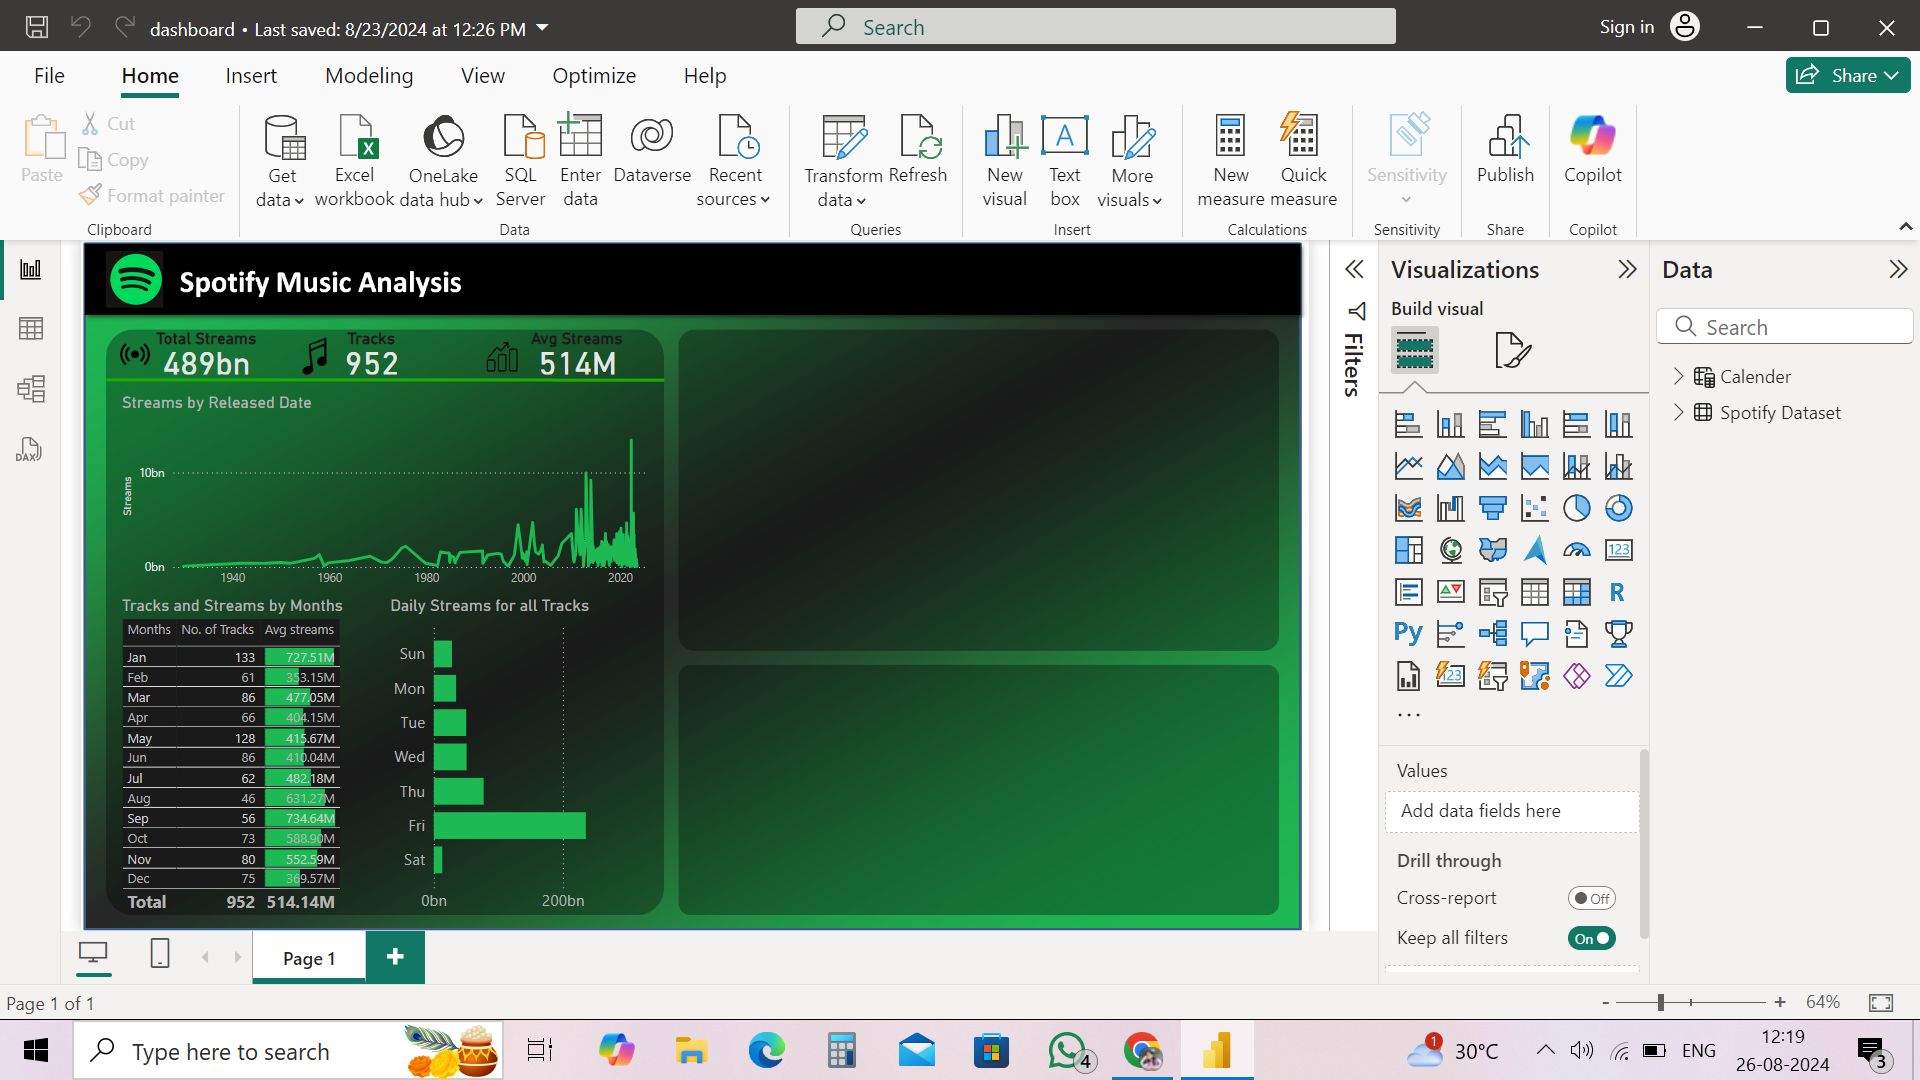 dashboard • Last saved: 8/23/2024 at 12:26 PM
Search
Sign in
File
Home
Insert
Modeling
View
Optimize
Help
Share
Paste
Cut
Copy
Format painter
Clipboard
Get data
Excel workbook
OneLake data hub
SQL Server
Enter data
Dataverse
Recent sources
Data
Transform data
Refresh
Queries
New visual
Text box
More visuals
Insert
New measure
Quick measure
Calculations
Sensitivity
Sensitivity
Publish
Share
Copilot
Copilot
Spotify Music Analysis
Total Streams
489bn
Tracks
952
Avg Streams
514M
Streams by Released Date
Streams
10bn
0bn
1940 1960 1980 2000 2020
Tracks and Streams by Months
Months No. of Tracks Avg streams
Jan 133 727.51M
Feb 61 353.15M
Mar 86 477.05M
Apr 66 404.15M
May 128 415.67M
Jun 86 410.04M
Jul 62 482.18M
Aug 46 631.27M
Sep 56 734.64M
Oct 73 588.90M
Nov 80 552.59M
Dec 75 369.57M
Total 952 514.14M
Daily Streams for all Tracks
Sun
Mon
Tue
Wed
Thu
Fri
Sat
0bn 200bn
Filters
Visualizations
Build visual
123
R
Py
123
...
Values
Add data fields here
Drill through
Cross-report
Off
Keep all filters
On
Data
Search
Calender
Spotify Dataset
DAX
Page 1
+
Page 1 of 1
- + 64%
Type here to search
4
1
30°C
ENG
12:19
26-08-2024
3